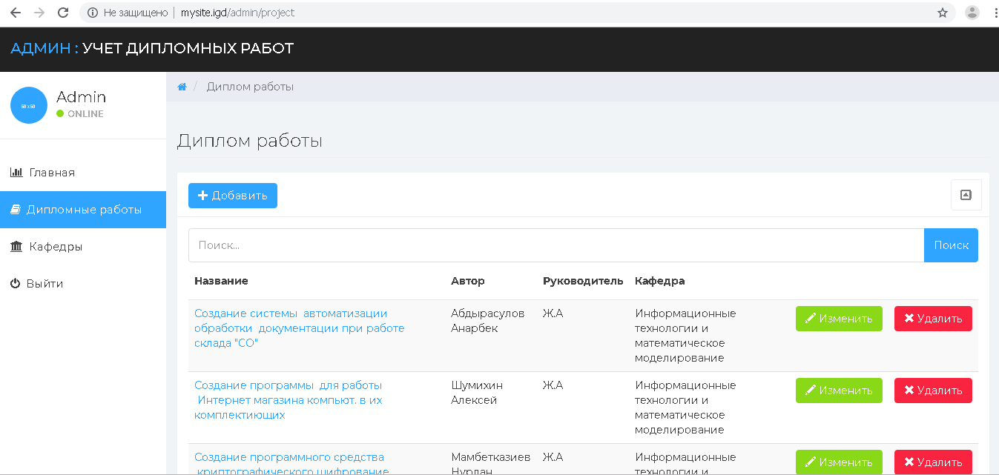 Не защищено | mysite.igd/admin/project
АДМИН : УЧЕТ ДИПЛОМНЫХ РАБОТ
50 x 50
Admin
ONLINE
Главная
Дипломные работы
Кафедры
Выйти
/ Диплом работы
Диплом работы
Добавить
Поиск...
Поиск
Название Автор Руководитель Кафедра
Создание системы автоматизации
обработки документации при работе
склада "СО"
Абдырасулов
Анарбек
Ж.А
Информационные
технологии и
математическое
моделирование
Изменить
Удалить
Создание программы для работы
Интернет магазина компьют. в их
комплектиющих
Шумихин
Алексей
Ж.А
Информационные
технологии и
математическое
моделирование
Изменить
Удалить
Создание программного средства
криптографического шифрование
Мамбетказиев
Нурлан
Ж.А
Информационные
технологии и
Изменить
Удалить